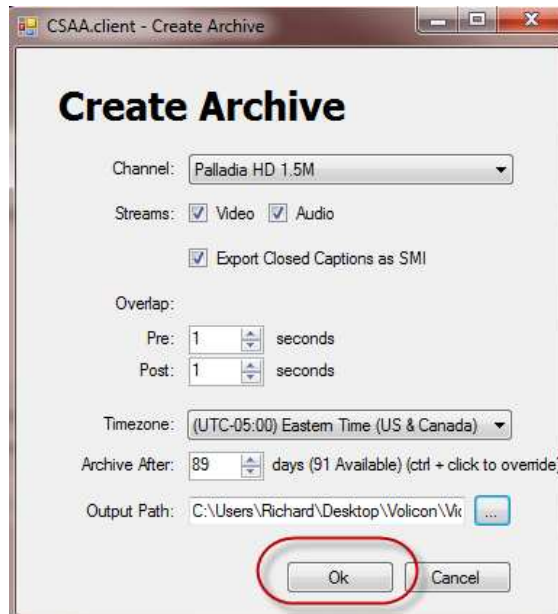 CSAA.client - Create Archive
Create Archive
Channel: Palladia HD 1.5M
Streams: Video Audio
Export Closed Captions as SMI
Overlap:
Pre: 1 seconds
Post: 1 seconds
Timezone: (UTC-05:00) Eastern Time (US & Canada)
Archive After: 89 days (91 Available) (ctrl + click to override)
Output Path: C:\Users\Richard\Desktop\Volicon\Vic ...
Ok Cancel